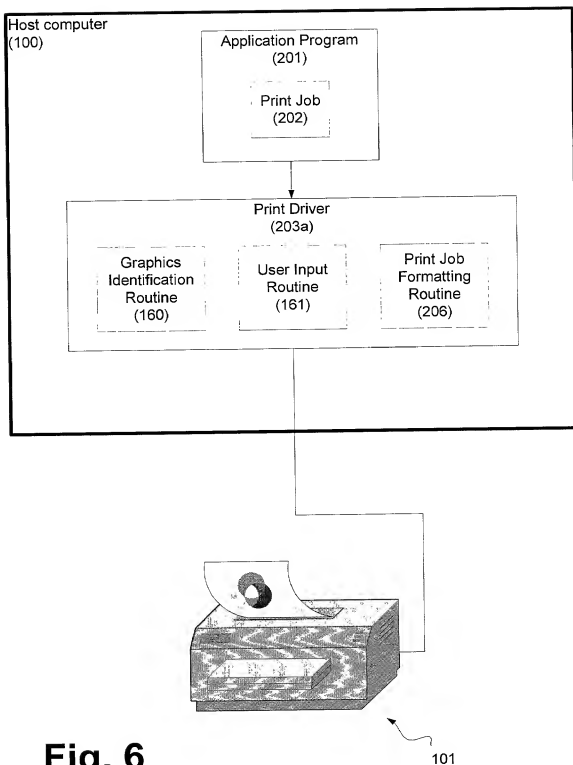 Host computer
(100)
Application Program
(201)
Print Job
(202)
Print Driver
(203a)
Graphics
Identification
Routine
(160)
User Input
Routine
(161)
Print Job
Formatting
Routine
(206)
Fig. 6
101